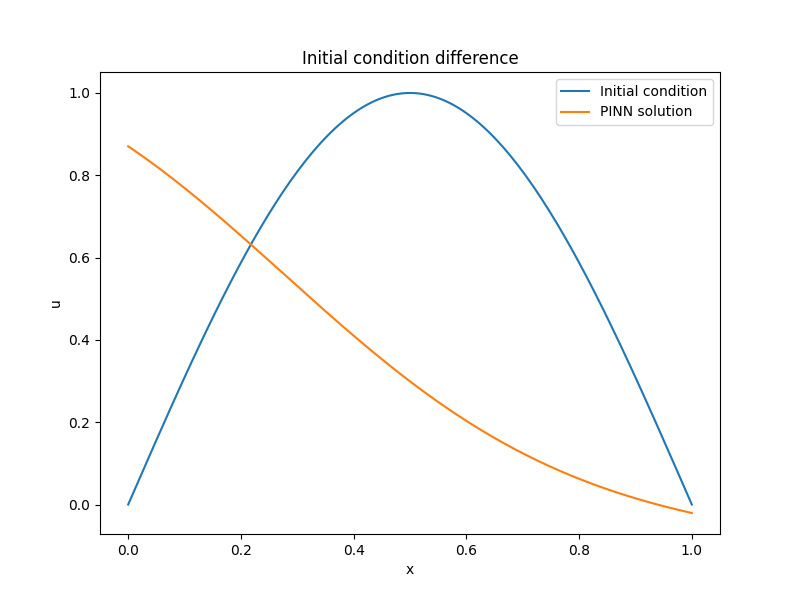 Initial condition difference
Initial condition
PINN solution
1.0
0.8
0.6
0.4
0.2
0.0
u
0.0 0.2 0.4 0.6 0.8 1.0
x